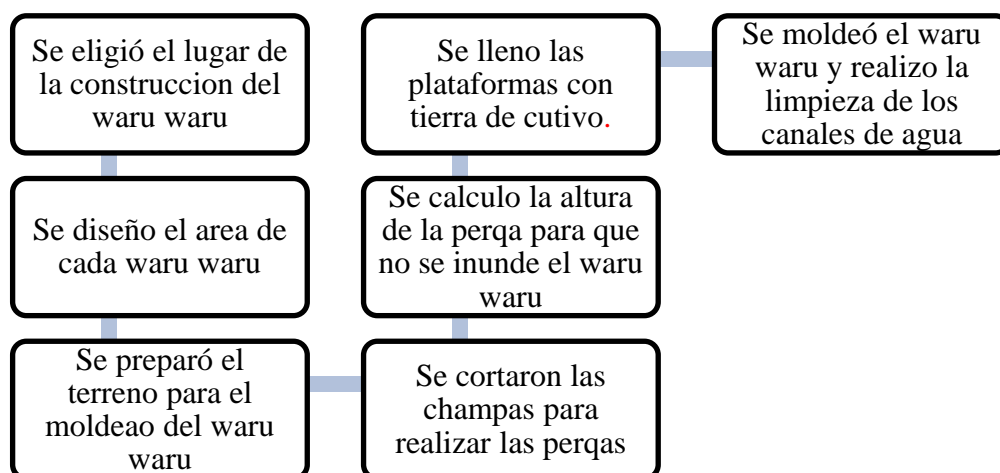 Se eligió el lugar de
la construccion del
waru waru
Se diseño el area de
cada waru waru
Se preparó el
terreno para el
moldeao del waru
waru
Se cortaron las
champas para
realizar las perqas
Se calculo la altura
de la perqa para que
no se inunde el waru
waru
Se lleno las
plataformas con
tierra de cutivo.
Se moldeó el waru
waru y realizo la
limpieza de los
canales de agua